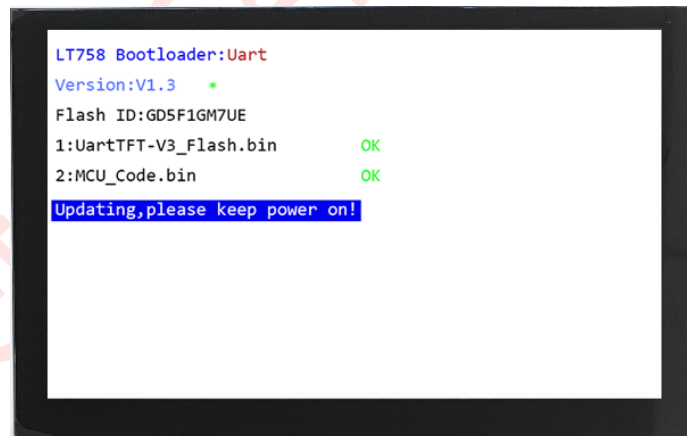 LT758 Bootloader:Uart
Version:V1.3 *
Flash ID:GD5F1GM7UE
1:UartTFT-V3_Flash.bin OK
2:MCU_Code.bin OK
Updating,please keep power on!